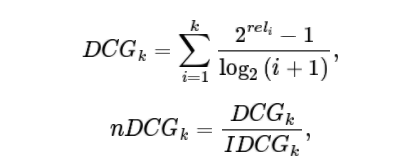 DCG_k = \sum_{i=1}^{k} \frac{2^{rel_i} - 1}{\log_2 (i + 1)},
nDCG_k = \frac{DCG_k}{IDCG_k},